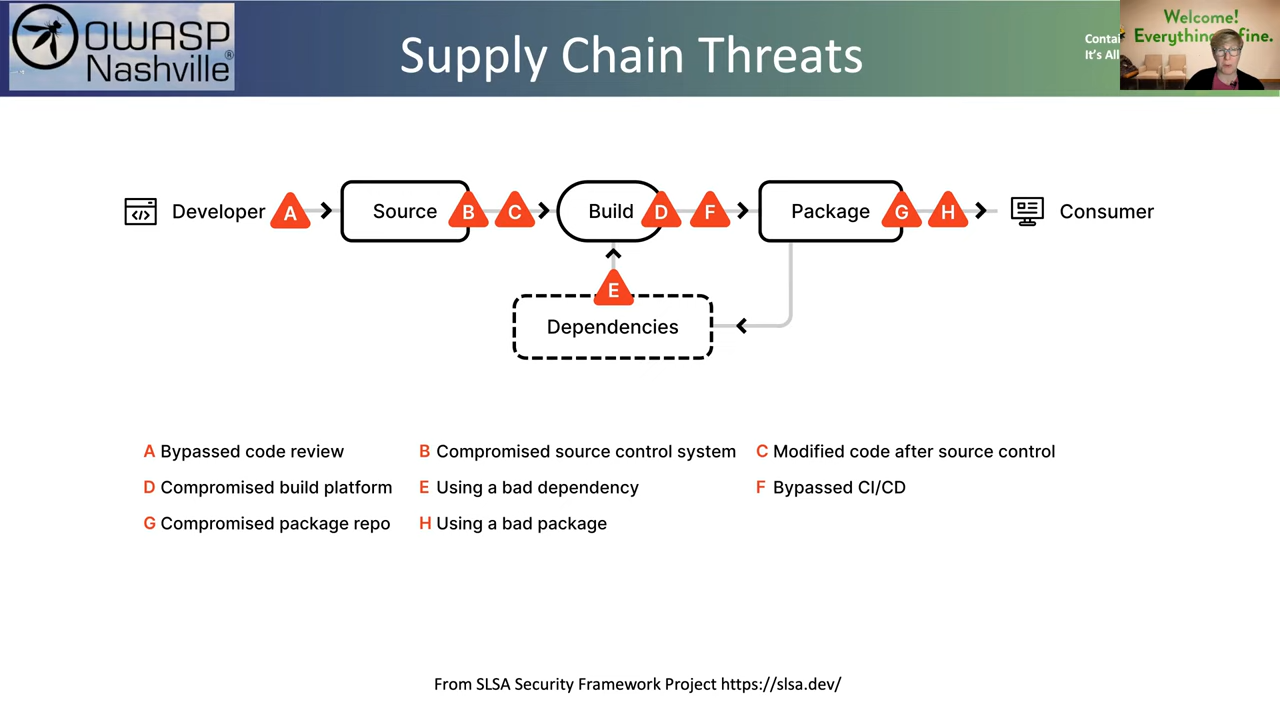 OWASP
Nashville®
Supply Chain Threats
It's All
Welcome!
Developer A Source B C Build D F Package G H Consumer
E
Dependencies
A Bypassed code review
B Compromised source control system
C Modified code after source control
D Compromised build platform
E Using a bad dependency
F Bypassed CI/CD
G Compromised package repo
H Using a bad package
From SLSA Security Framework Project https://slsa.dev/